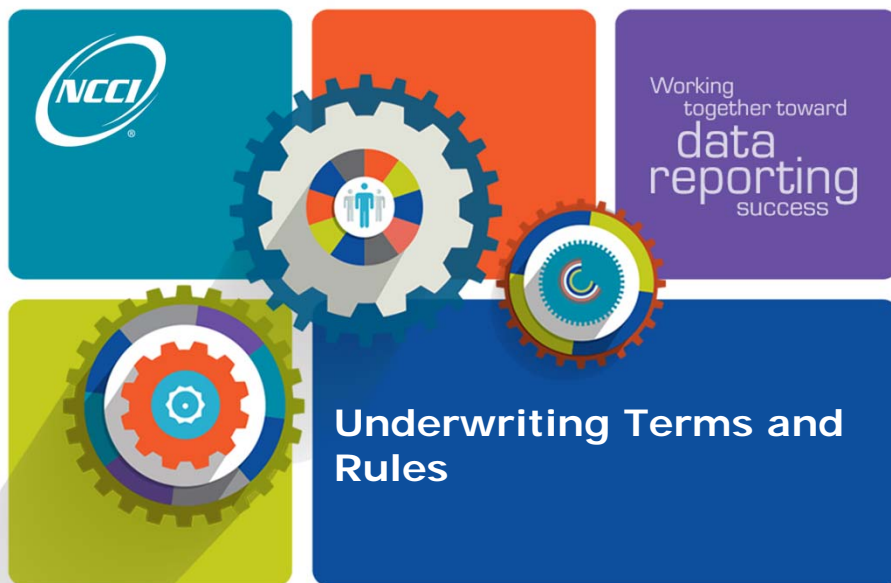 NCCI
®
Working
together toward
data
reporting
success
Underwriting Terms and
Rules